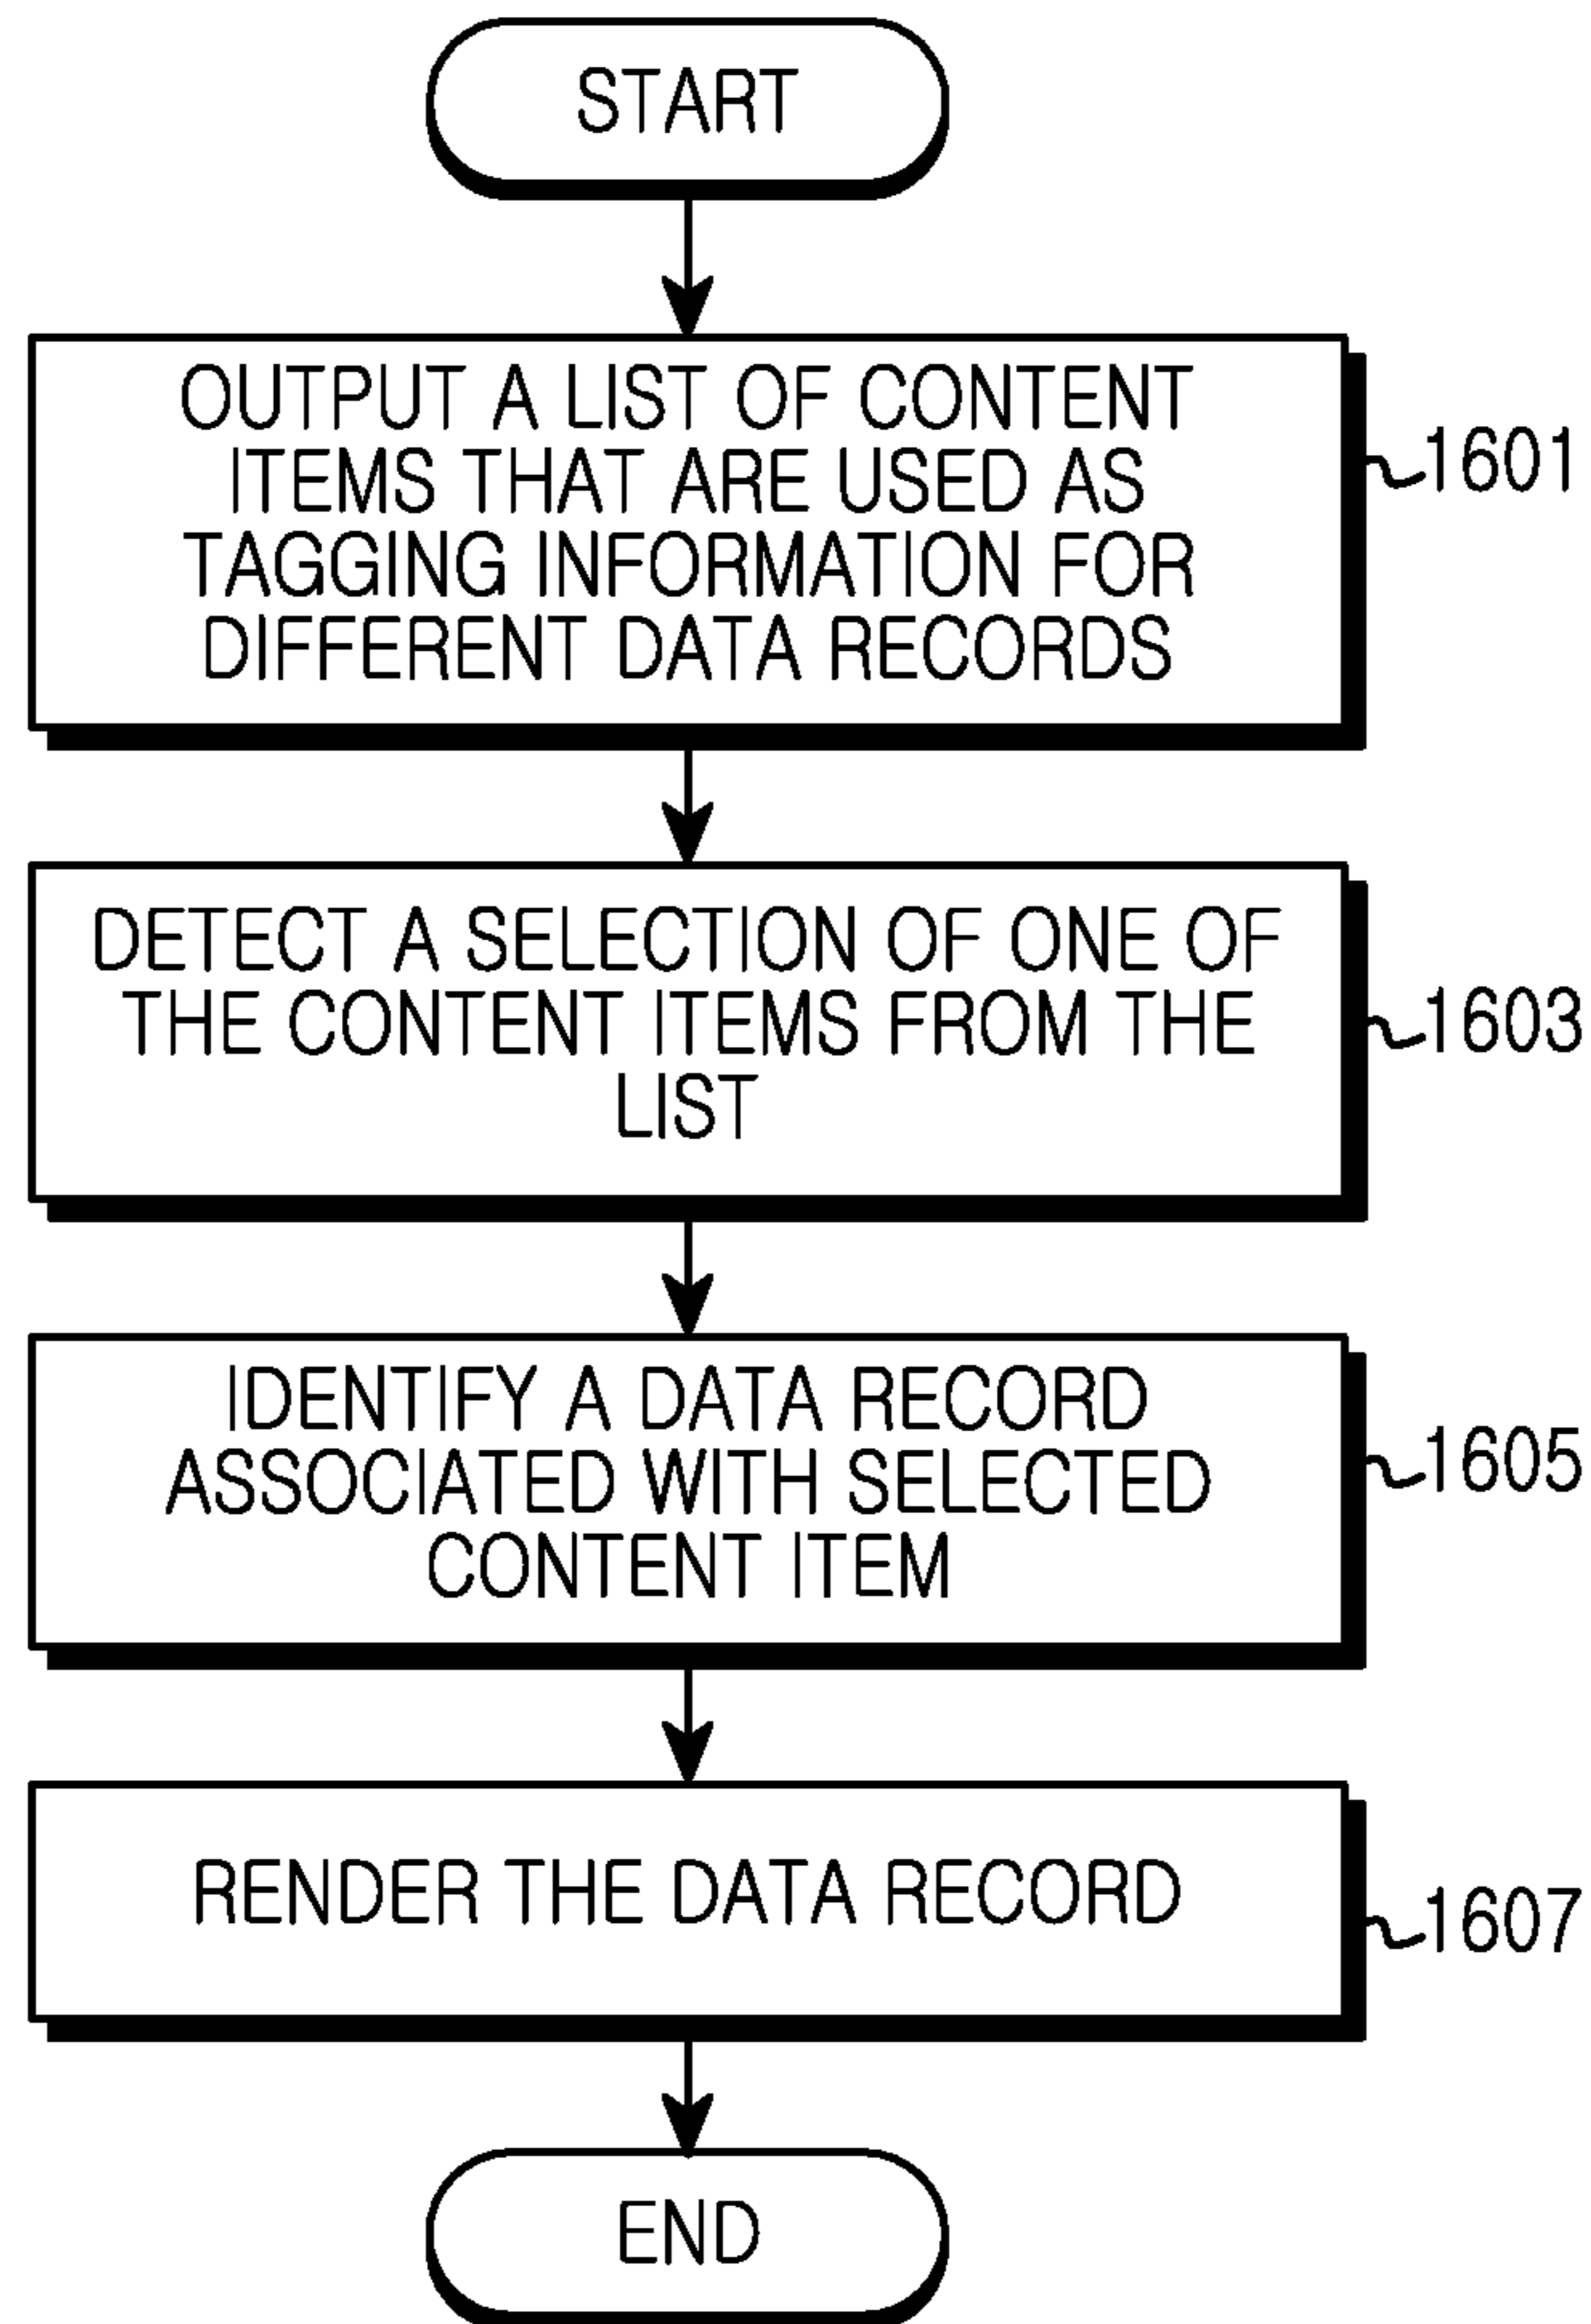 START
OUTPUT A LIST OF CONTENT
ITEMS THAT ARE USED AS
TAGGING INFORMATION FOR
DIFFERENT DATA RECORDS
1601
DETECT A SELECTION OF ONE OF
THE CONTENT ITEMS FROM THE
LIST
1603
IDENTIFY A DATA RECORD
ASSOCIATED WITH SELECTED
CONTENT ITEM
1605
RENDER THE DATA RECORD
1607
END